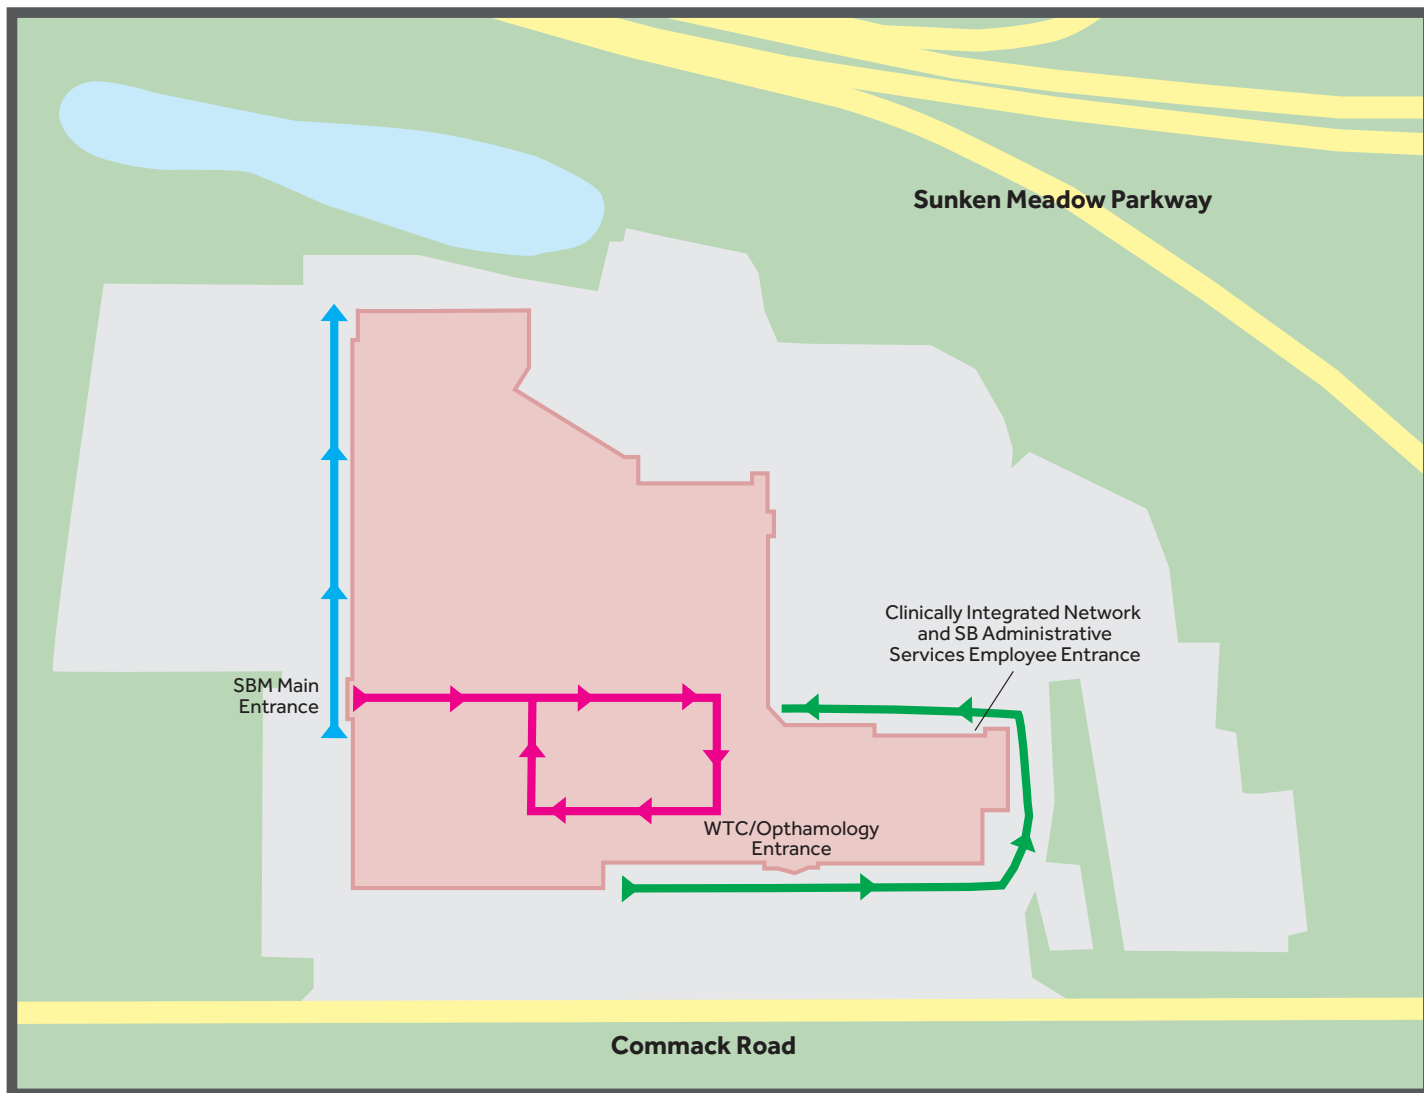 Sunken Meadow Parkway
Clinically Integrated Network
and SB Administrative
Services Employee Entrance
SBM Main
Entrance
WTC/Opthamology
Entrance
Commack Road